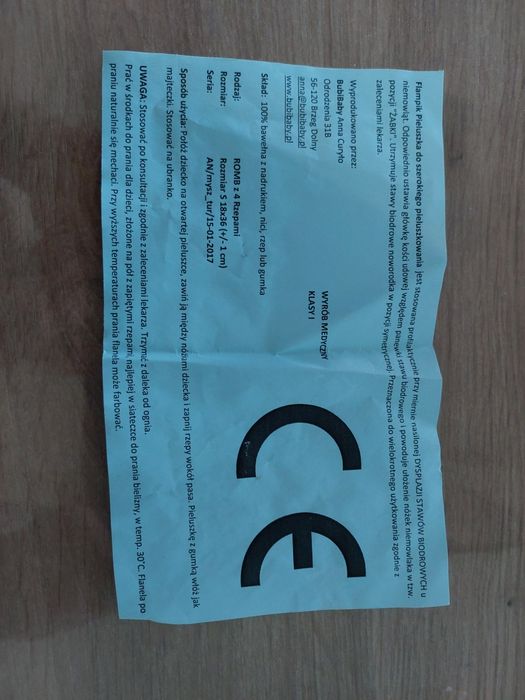 Flampik Pieluszka do szerokiego pieluszkowania jest stosowana profilaktycznie przy miernie nasilonej DYSPLAZJI STAWÓW BIODROWYCH u
niemowląt. Odpowiednio ustawia główkę kości udowej względem panewki stawu biodrowego i powoduje ułożenie nóżek niemowlaka w tzw.
pozycji "ŻABKI". Utrzymuje stawy biodrowe noworodka w pozycji symetrycznej. Przeznaczona do wielokrotnego użytkowania zgodnie z
zaleceniami lekarza.
Wyprodukowano przez:
BubiBaby Anna Curyło
Odrodzenia 31B
56-120 Brzeg Dolny
anna@bubibaby.pl
www.bubibaby.pl
WYRÓB MEDYCZNY
KLASY I
CE
Skład: 100% bawełna z nadrukiem, nici, rzep lub gumka
Rodzaj: ROMB z 4 Rzepami
Rozmiar: Rozmiar S 18x36 (+/- 1 cm)
Seria: AN/mysz_tur/15-01-2017
Sposób użycia: Połóż dziecko na otwartej pieluszce, zawiń ją między nóżkami dziecka i zapnij rzepy wokół pasa. Pieluszkę z gumką włóż jak
majteczki. Stosować na ubranko.
UWAGA: Stosować po konsultacji i zgodnie z zaleceniami lekarza. Trzymać z daleka od ognia.
Prać w środkach do prania dla dzieci, złożone na pół z zapiętymi rzepami, najlepiej w siateczce do prania bielizny, w temp. 30°C. Flanela po
praniu naturalnie się mechaci. Przy wyższych temperaturach prania flanela może farbować.